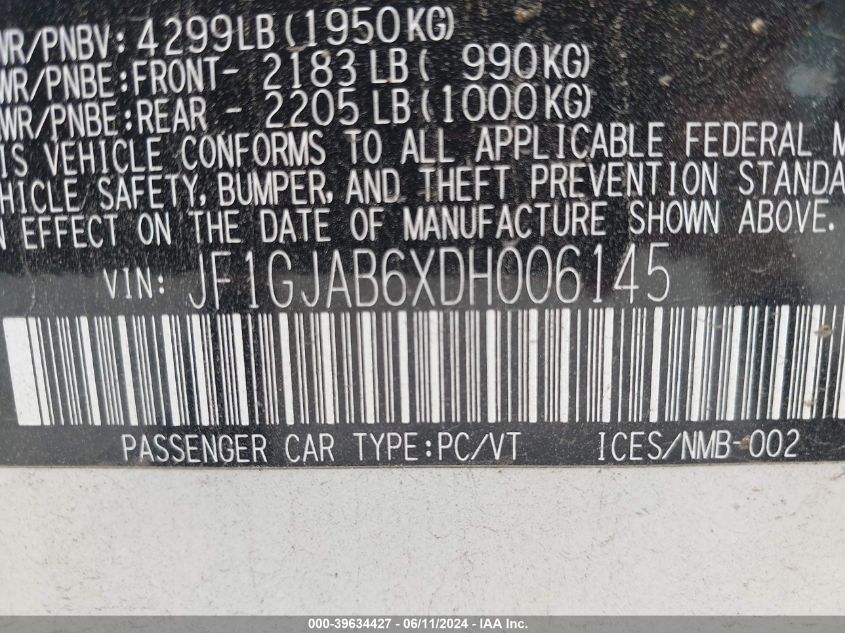 WR/PNBV: 4299LB(1950KG)
WR/PNBE:FRONT- 2183 LB( 990KG)
WR/PNBE:REAR - 2205 LB(1000KG)
IS VEHICLE CONFORMS TO ALL APPLICABLE FEDERAL M
HICLE SAFETY, BUMPER, AND THEFT PREVENTION STANDA
N EFFECT ON THE DATE OF MANUFACTURE SHOWN ABOVE.
VIN: JF1GJAB6XDH006145
PASSENGER CAR TYPE:PC/VT ICES/NMB-002
000-39634427 - 06/11/2024 - IEAA.COM